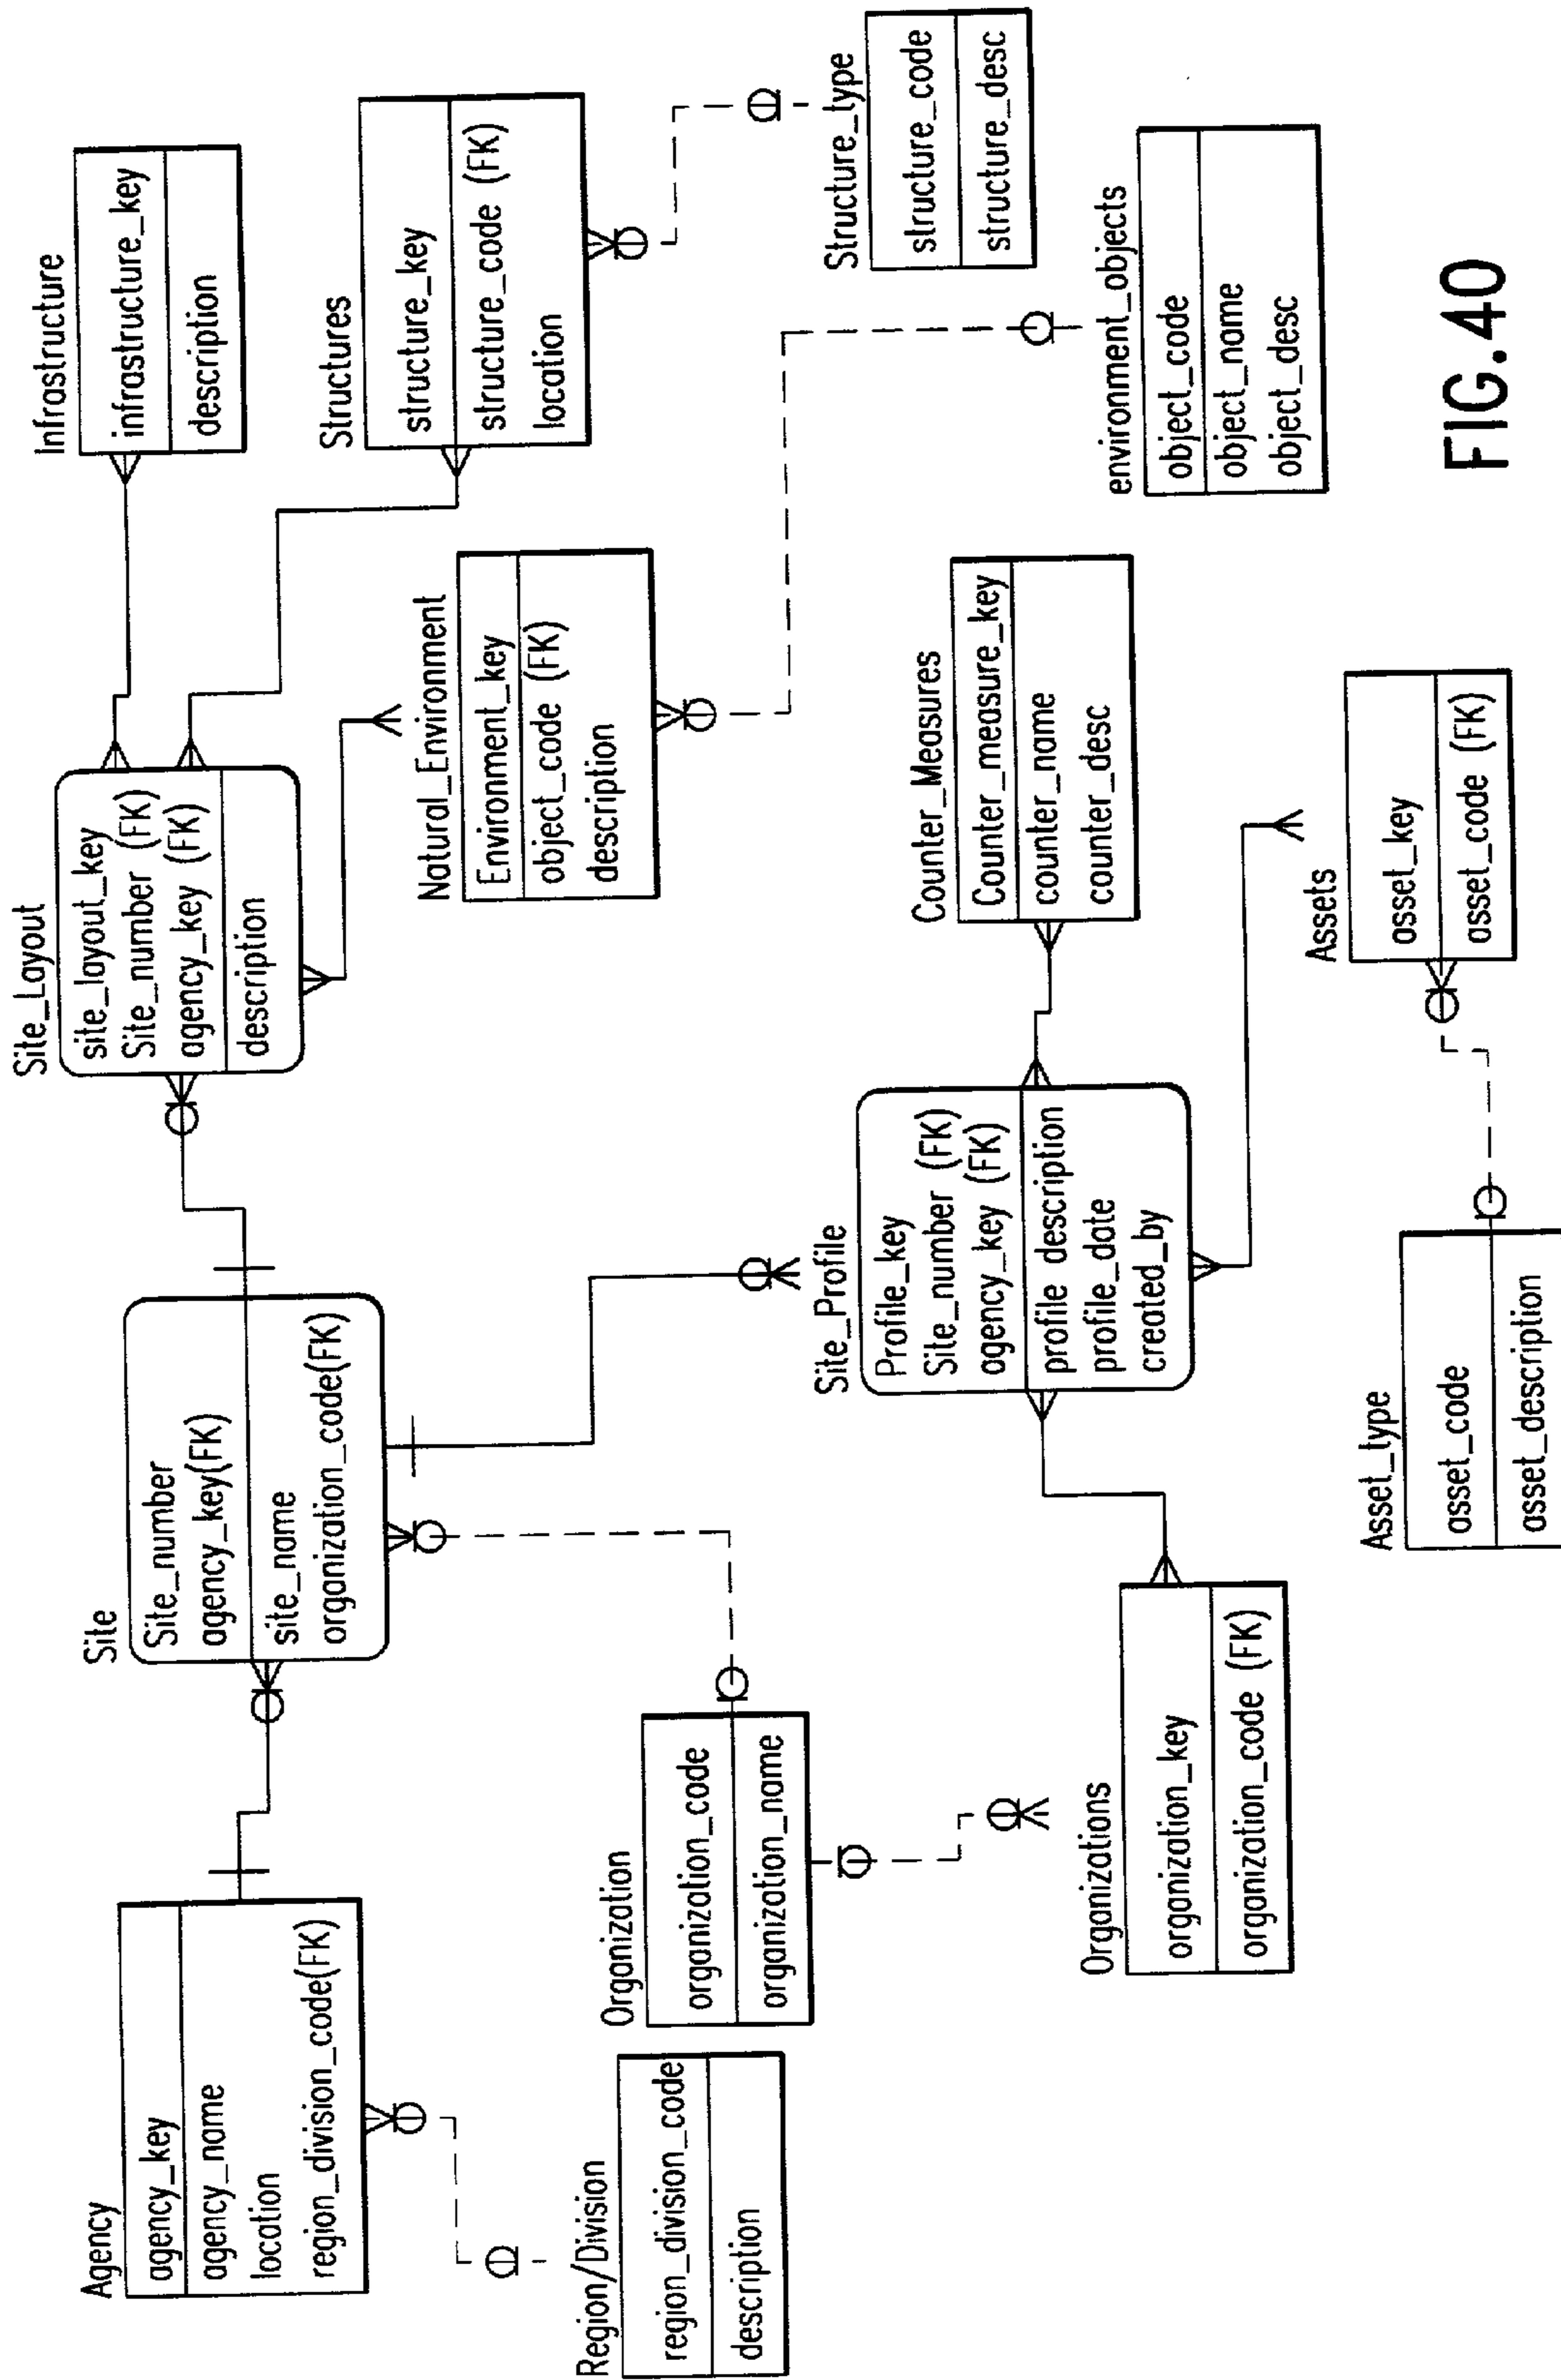 Agency
agency_key
agency_name
location
region_division_code(FK)
Region/Division
region_division_code
description
Site
Site_number
agency_key(FK)
site_name
organization_code(FK)
Organization
organization_code
organization_name
Organizations
organization_key
organization_code (FK)
Site_Layout
site_layout_key
Site_number (FK)
agency_key (FK)
description
Infrastructure
infrastructure_key
description
Structures
structure_key
structure_code (FK)
location
Structure_type
structure_code
structure_desc
Natural_Environment
Environment_key
object_code (FK)
description
environment_objects
object_code
object_name
object_desc
Site_Profile
Profile_key
Site_number (FK)
agency_key (FK)
profile description
profile_date
created_by
Counter_Measures
Counter_measure_key
counter_name
counter_desc
Assets
asset_key
asset_code (FK)
Asset_type
asset_code
asset_description
FIG.40